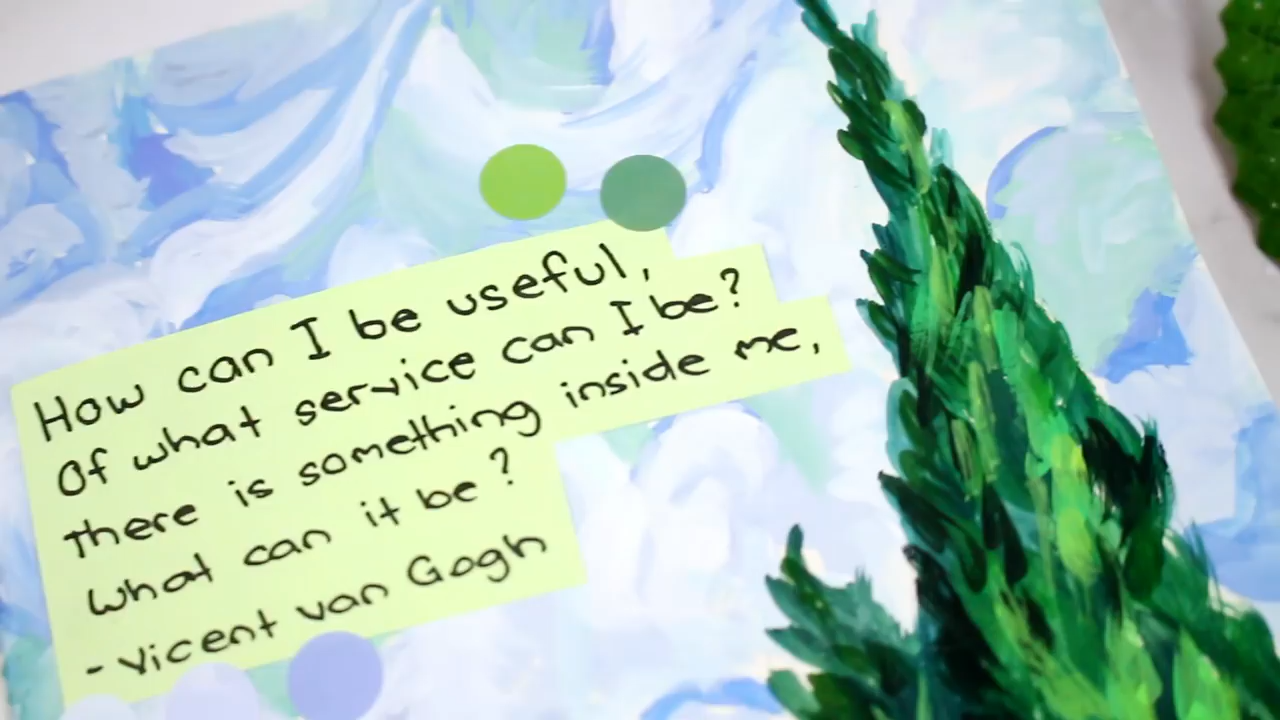 How can I be useful,
Of what service can I be?
there is something inside me,
what can it be?
- Vicent van Gogh